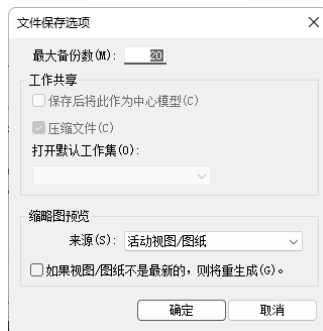 文件保存选项
最大备份数(M): 20
工作共享
保存后将此作为中心模型(C)
压缩文件(C)
打开默认工作集(O):
缩略图预览
来源(S): 活动视图/图纸
如果视图/图纸不是最新的，则将重生成(G)。
确定 取消